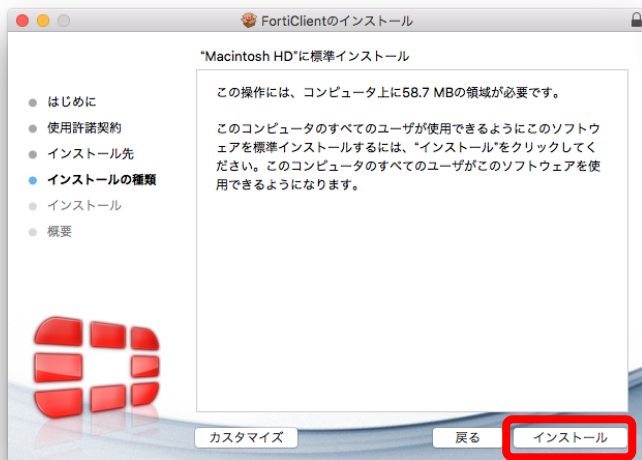 FortiClientのインストール
"Macintosh HD"に標準インストール
はじめに
使用許諾契約
インストール先
インストールの種類
インストール
概要
この操作には、コンピュータ上に58.7 MBの領域が必要です。
このコンピュータのすべてのユーザが使用できるようにこのソフトウ
ェアを標準インストールするには、"インストール"をクリックしてく
ださい。このコンピュータのすべてのユーザがこのソフトウェアを使
用できるようになります。
カスタマイズ
戻る
インストール